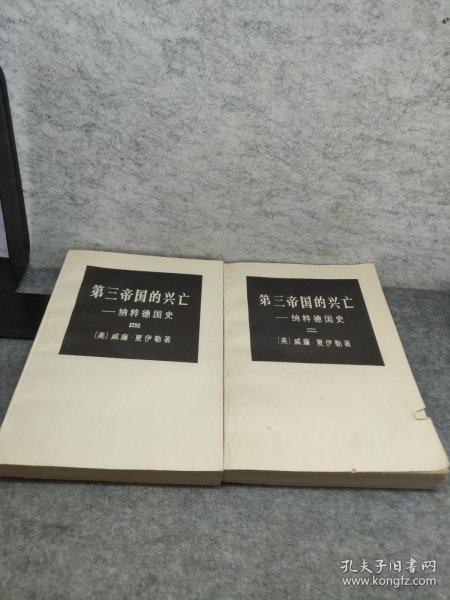 第三帝国的兴亡
——纳粹德国史
四
〔美〕威廉·夏伊勒著
第三帝国的兴亡
——纳粹德国史
二
〔美〕威廉·夏伊勒著
孔夫子旧书网
www.kongfz.com